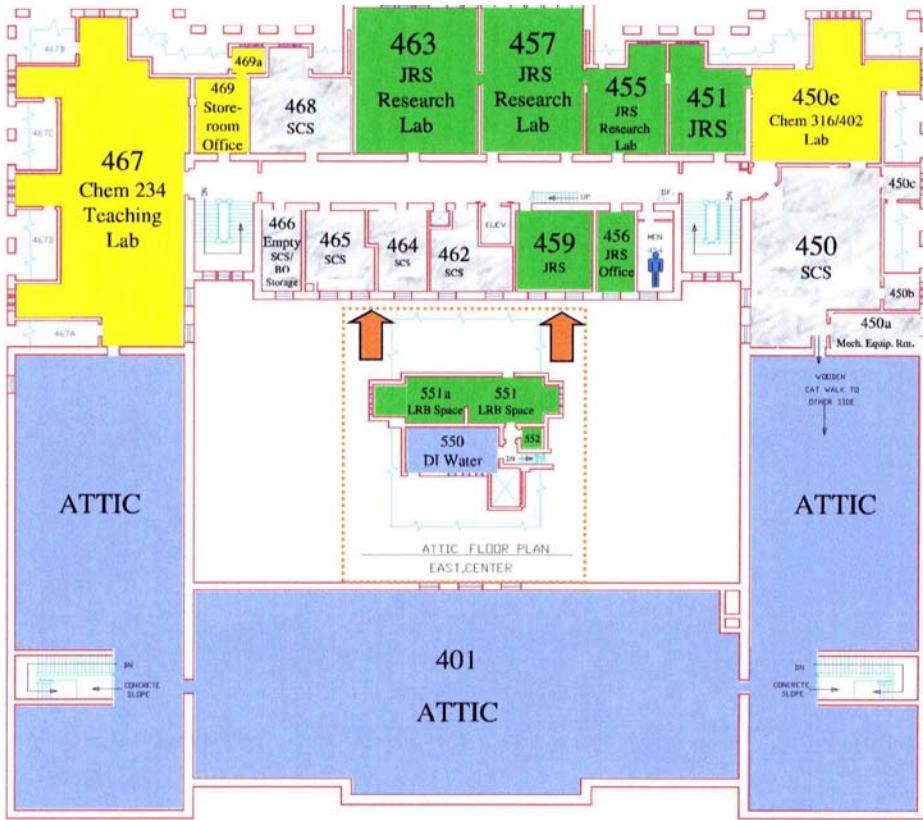 467B
469a
469
Store-
room
Office
468
SCS
463
JRS
Research
Lab
457
JRS
Research
Lab
455
JRS
Research
Lab
451
JRS
450e
Chem 316/402
Lab
467C
467
Chem 234
Teaching
Lab
467D
467A
DN
466
Empty
SCS/
BO
Storage
465
SCS
464
SCS
462
SCS
ELEV
UP
459
JRS
456
JRS
Office
D.F.
MEN
454
DN
450
SCS
450c
450b
450a
Mech. Equip. Rm.
WOODEN
CAT WALK TO
OTHER SIDE
551a
LRB Space
551
LRB Space
552
550
DI Water
DN
ATTIC FLOOR PLAN
EAST,CENTER
ATTIC
ATTIC
401
ATTIC
DN
CONCRETE
SLOPE
DN
CONCRETE
SLOPE